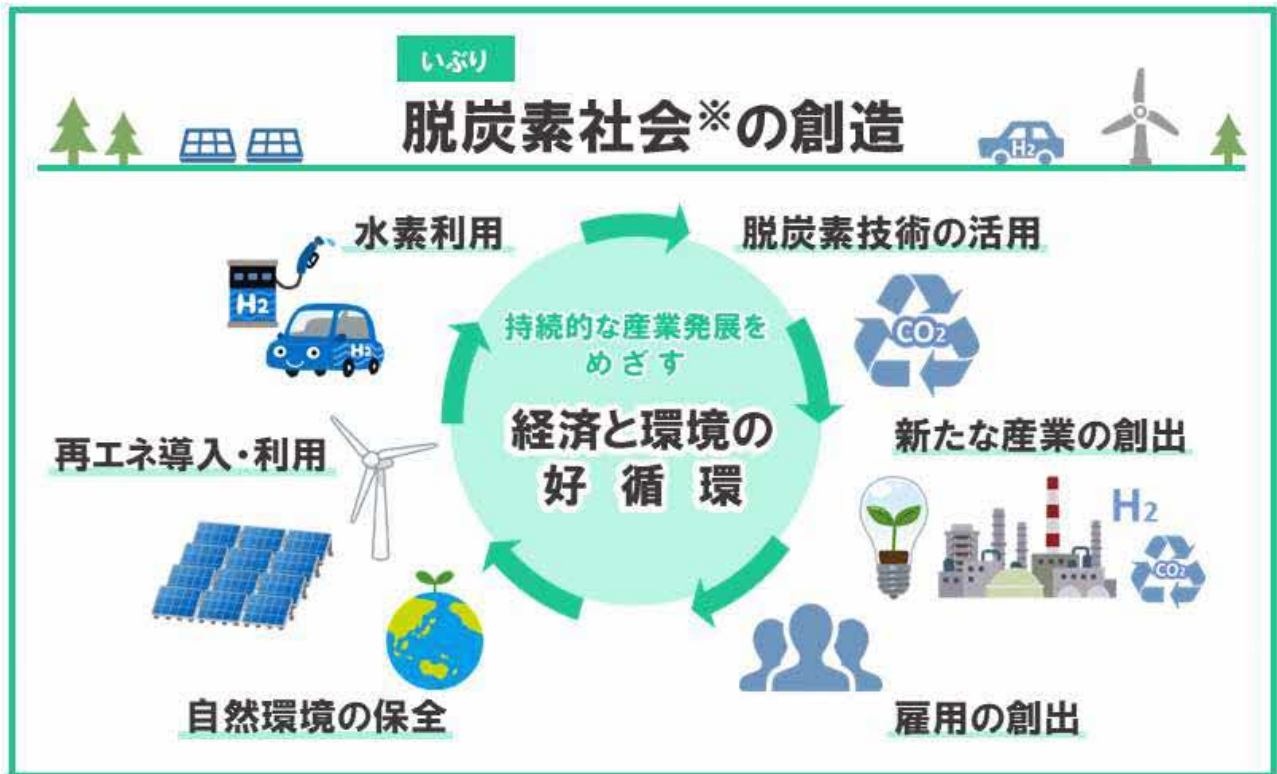 いぶり
脱炭素社会※の創造
H2
水素利用
脱炭素技術の活用
H2
H2
CO2
持続的な産業発展を
めざす
経済と環境の
好循環
再エネ導入・利用
新たな産業の創出
H2
CO2
自然環境の保全
雇用の創出